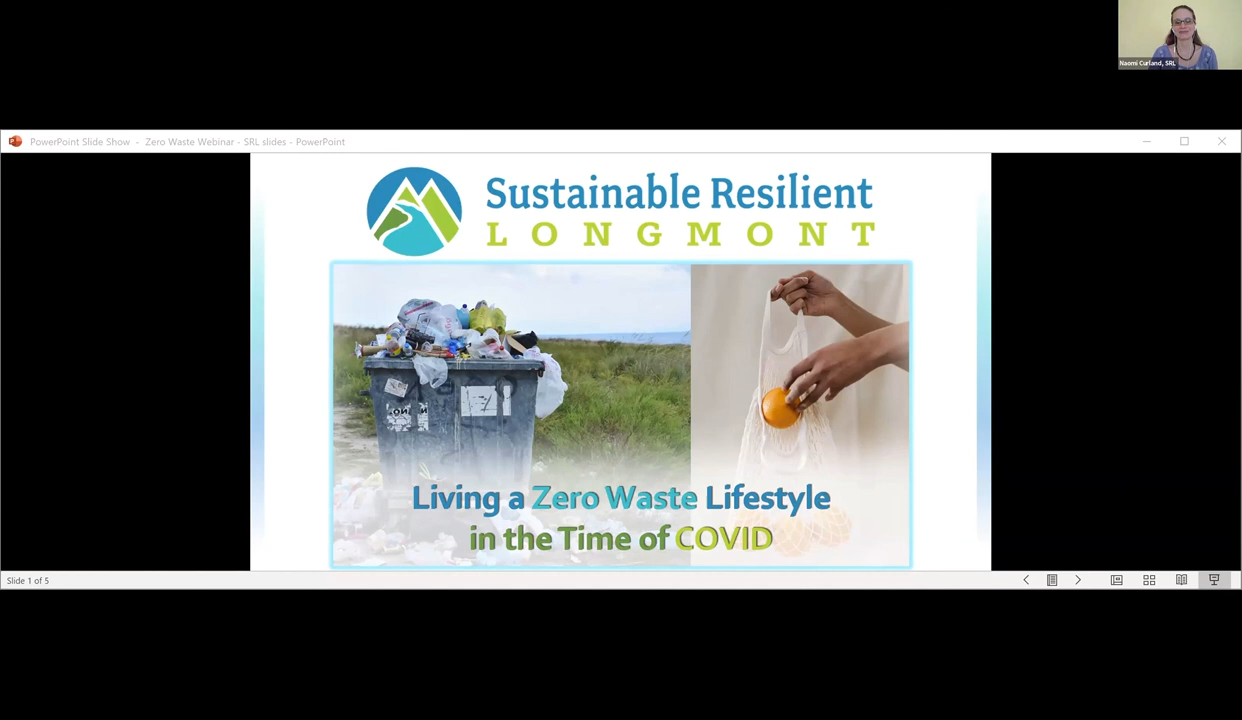 Naomi Curland, SRL
PowerPoint Slide Show - Zero Waste Webinar - SRL slides - PowerPoint
Sustainable Resilient
LONGMONT
Living a Zero Waste Lifestyle
in the Time of COVID
Slide 1 of 5